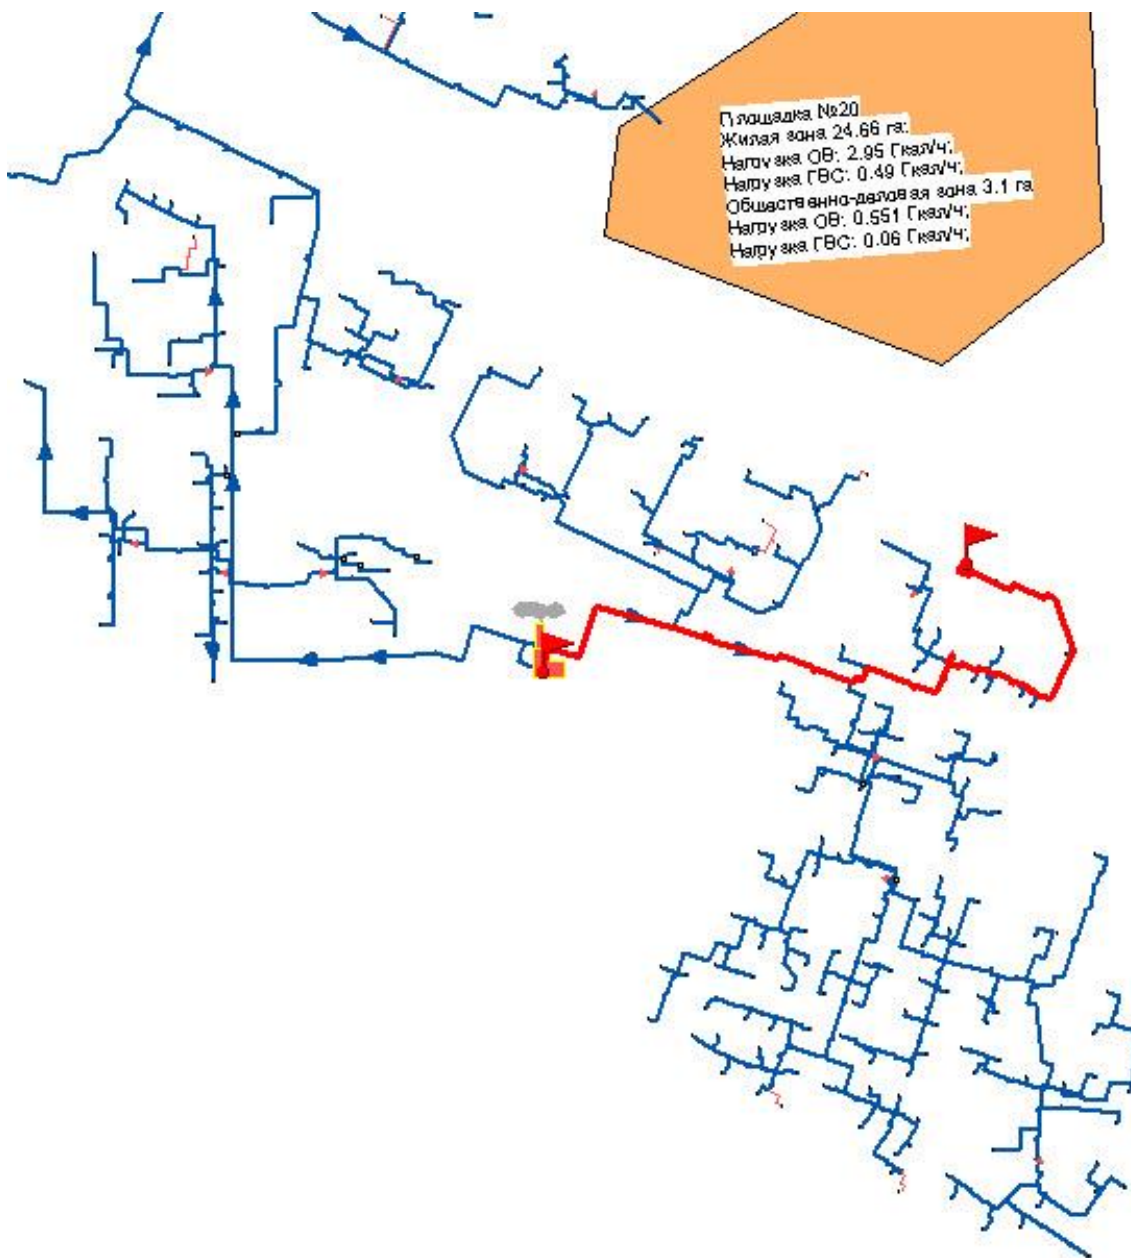 Площадка №20
Жилая зона 24.66 га:
Нагрузка ОВ: 2.95 Гкал/ч;
Нагрузка ГВС: 0.49 Гкал/ч;
Общественно-деловая зона 3.1 га
Нагрузка ОВ: 0.551 Гкал/ч;
Нагрузка ГВС: 0.06 Гкал/ч;